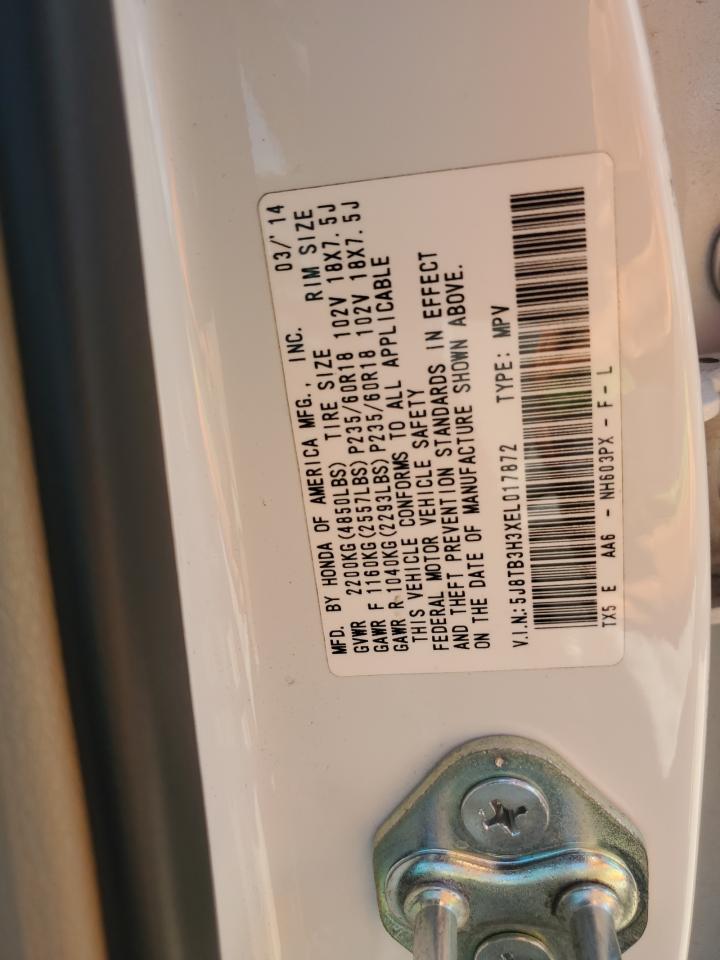 MFD. BY HONDA OF AMERICA MFG., INC. 03/'14
GVWR 2200KG(4850LBS) TIRE SIZE RIM SIZE
GAWR F 1160KG(2557LBS)P235/60R18 102V 18X7.5J
GAWR R 1040KG(2293LBS)P235/60R18 102V 18X7.5J
THIS VEHICLE CONFORMS TO ALL APPLICABLE
FEDERAL MOTOR VEHICLE SAFETY
AND THEFT PREVENTION STANDARDS IN EFFECT
ON THE DATE OF MANUFACTURE SHOWN ABOVE.
V.I.N.:5J8TB3H3XEL017872 TYPE: MPV
TX5 E AA6 - NH603PX - F - L